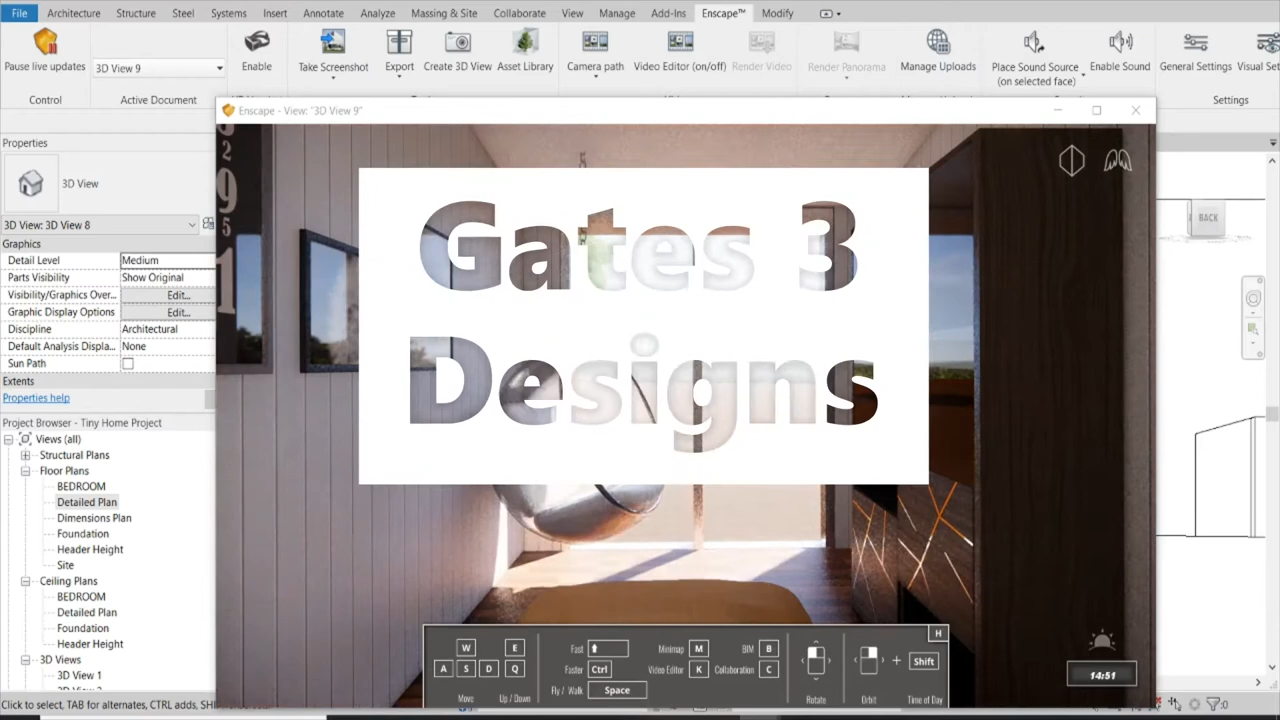 File Architecture Structure Steel Systems Insert Annotate Analyze Massing & Site Collaborate View Manage Add-Ins Enscape™ Modify
Pause live updates
3D View 9
Enable
Take Screenshot
Export
Create 3D View
Asset Library
Camera path
Video Editor (on/off)
Render Video
Render Panorama
Manage Uploads
Place Sound Source
(on selected face)
Enable Sound
General Settings
Visual Set
Control
Active Document
Settings
Enscape - View: "3D View 9"
Properties
3D View
3D View: 3D View 8
Graphics
Detail Level Medium
Parts Visibility Show Original
Visibility/Graphics Over... Edit...
Graphic Display Options Edit...
Discipline Architectural
Default Analysis Displa... None
Sun Path
Extents
Properties help
Project Browser - Tiny Home Project
Views (all)
Structural Plans
Floor Plans
BEDROOM
Detailed Plan
Dimensions Plan
Foundation
Header Height
Site
Ceiling Plans
BEDROOM
Detailed Plan
Foundation
Header Height
3D Views
3D View 1
2
9
5
1
Gates 3
Designs
BACK
H
W E
A S D Q
Move Up / Down
Fast
Faster Ctrl
Fly / Walk Space
Minimap M
Video Editor K
BIM B
Collaboration C
Rotate
Orbit
+ Shift
Time of Day
14:51
Click to select, TAB for alternates, CTRL adds,
:0